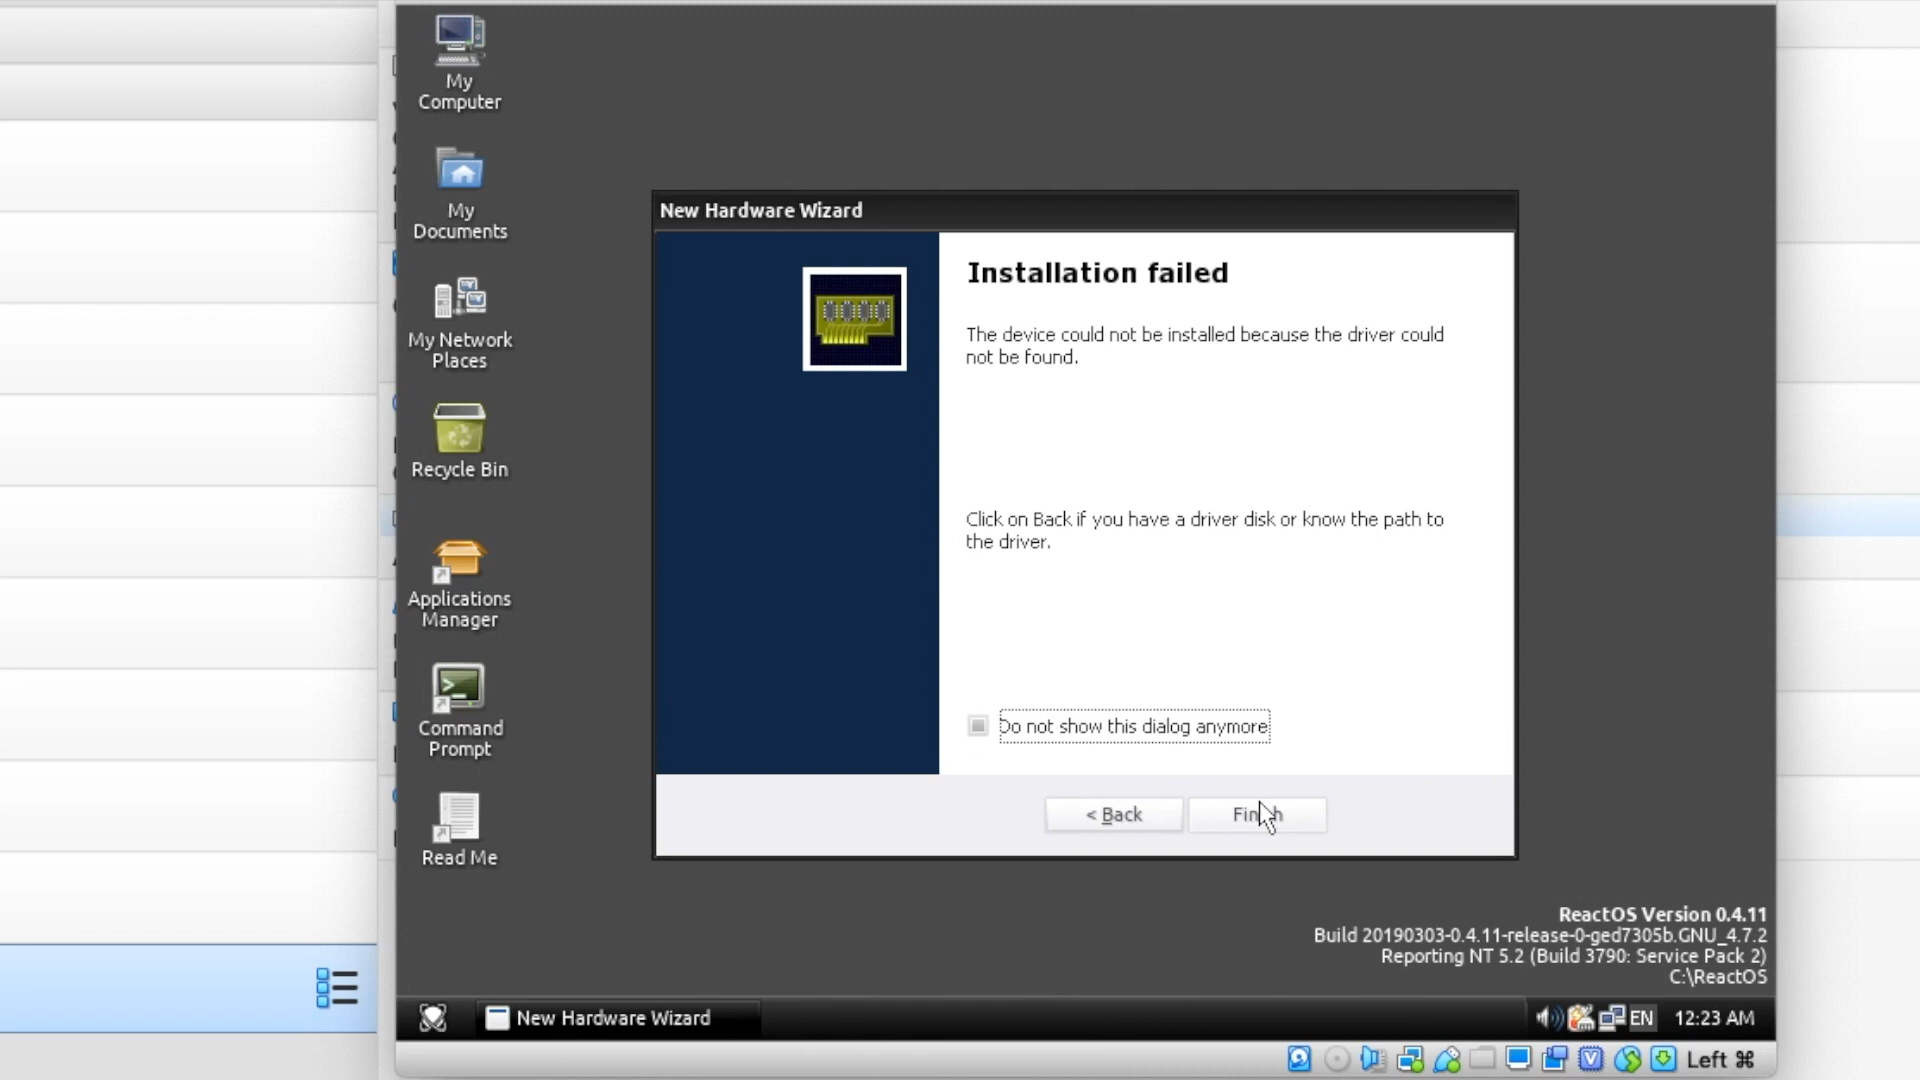 My
Computer
My
Documents
My Network
Places
Recycle Bin
Applications
Manager
Command
Prompt
Read Me
New Hardware Wizard
Installation failed
The device could not be installed because the driver could
not be found.
Click on Back if you have a driver disk or know the path to
the driver.
Do not show this dialog anymore
< Back
ReactOS Version 0.4.11
Build 20190303-0.4.11-release-0-ged7305b.GNU_4.7.2
Reporting NT 5.2 (Build 3790: Service Pack 2)
C:\ReactOS
New Hardware Wizard
EN
12:23 AM
Left ⌘